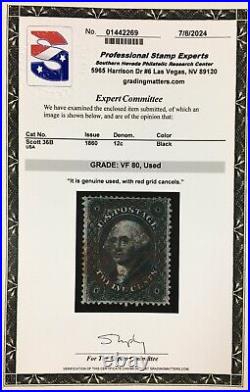 No. 01442269 7/8/2024
Professional Stamp Experts
Southern Nevada Philatelic Research Center
5965 Harrison Dr #6 Las Vegas, NV 89120
gradingmatters.com
Expert Committee
We have examined the enclosed item submitted, of which an
image is shown below, and are of the opinion that:
Cat No. Issue Denom. Color
Scott 36B 1860 12c Black
USA
GRADE: VF 80, Used
"it is genuine used, with red grid cancels."
U.S. POSTAGE
TWELVE CENTS
For The Committee